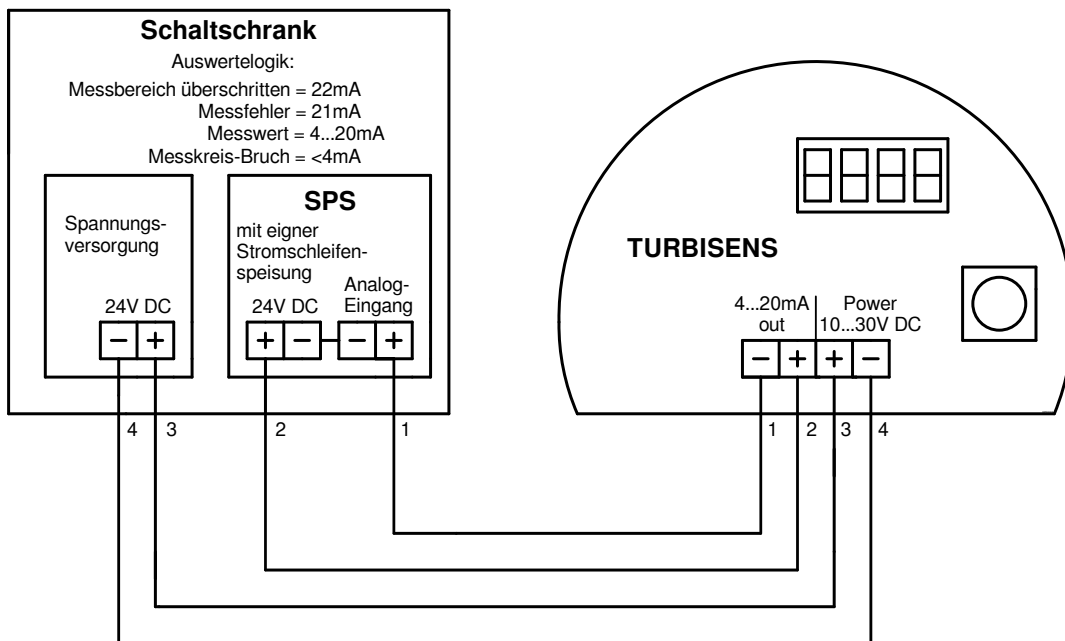 Schaltschrank
Auswertelogik:
Messbereich überschritten = 22mA
Messfehler = 21mA
Messwert = 4...20mA
Messkreis-Bruch = <4mA
Spannungs-
versorgung
24V DC
− +
SPS
mit eigner
Stromschleifen-
speisung
24V DC
Analog-
Eingang
+ − − +
4 3 2 1
TURBISENS
4...20mA
out
Power
10...30V DC
− + + −
1 2 3 4